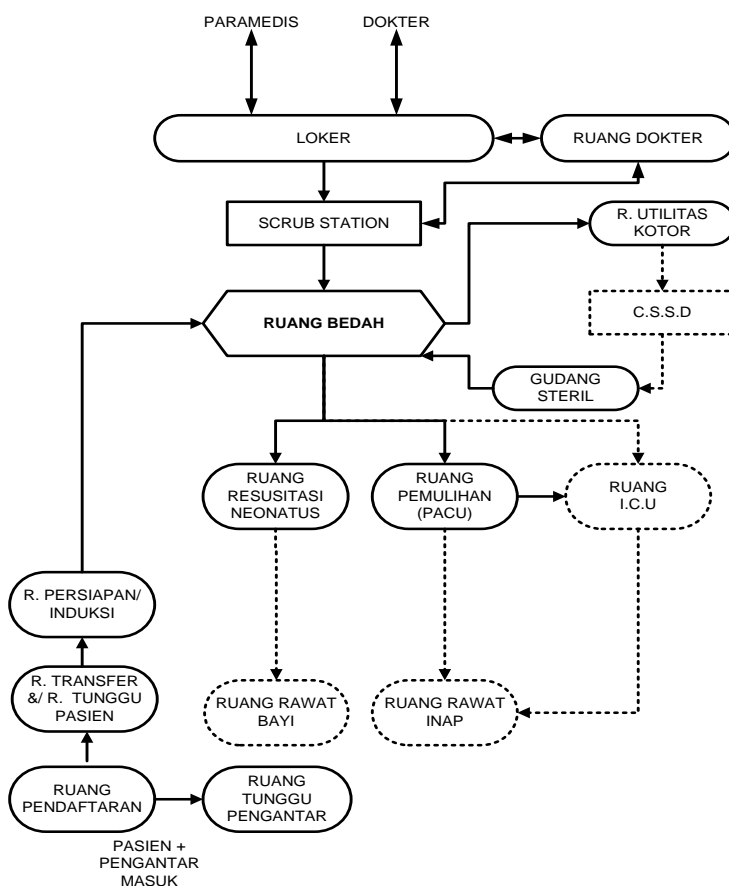 PARAMEDIS
DOKTER
LOKER
RUANG DOKTER
SCRUB STATION
R. UTILITAS
KOTOR
RUANG BEDAH
C.S.S.D
GUDANG
STERIL
RUANG
RESUSITASI
NEONATUS
RUANG
PEMULIHAN
(PACU)
RUANG
I.C.U
R. PERSIAPAN/
INDUKSI
R. TRANSFER
&/ R. TUNGGU
PASIEN
RUANG RAWAT
BAYI
RUANG RAWAT
INAP
RUANG
PENDAFTARAN
RUANG
TUNGGU
PENGANTAR
PASIEN +
PENGANTAR
MASUK